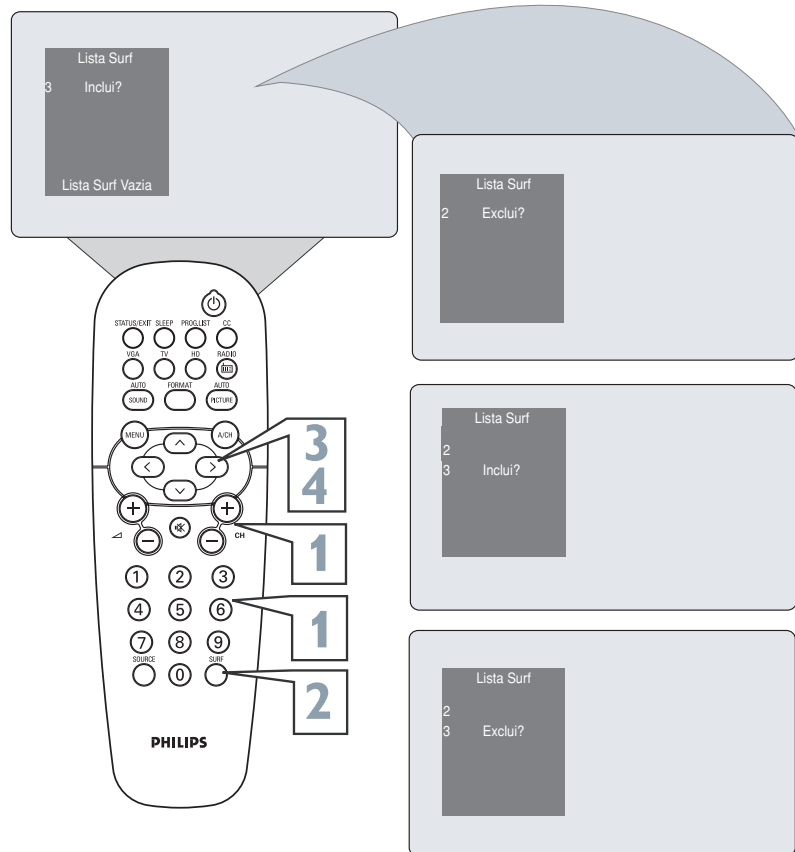 Lista Surf
3 Inclui?
Lista Surf Vazia
Lista Surf
2 Exclui?
Lista Surf
2
3 Inclui?
Lista Surf
2
3 Exclui?
STATUS/EXIT SLEEP PROG.LIST CC
VGA TV HD RADIO
AUTO FORMAT AUTO
SOUND PICTURE
MENU A/CH
3
4
CH
1
1 2 3
4 5 6
1
7 8 9
SOURCE SURF
0
2
PHILIPS